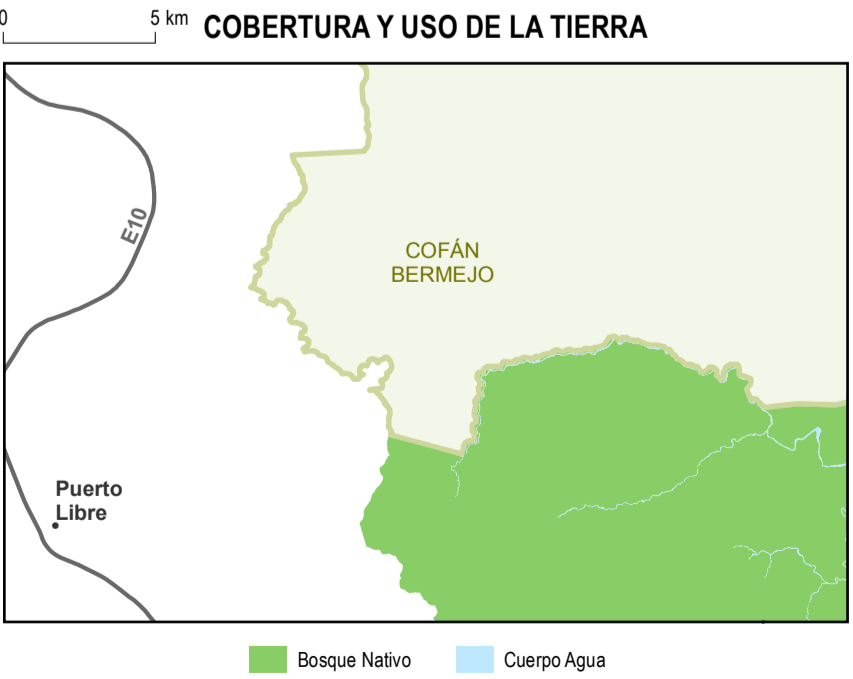 0 5 km
COBERTURA Y USO DE LA TIERRA
E10
COFÁN
BERMEJO
Puerto
Libre
Bosque Nativo
Cuerpo Agua